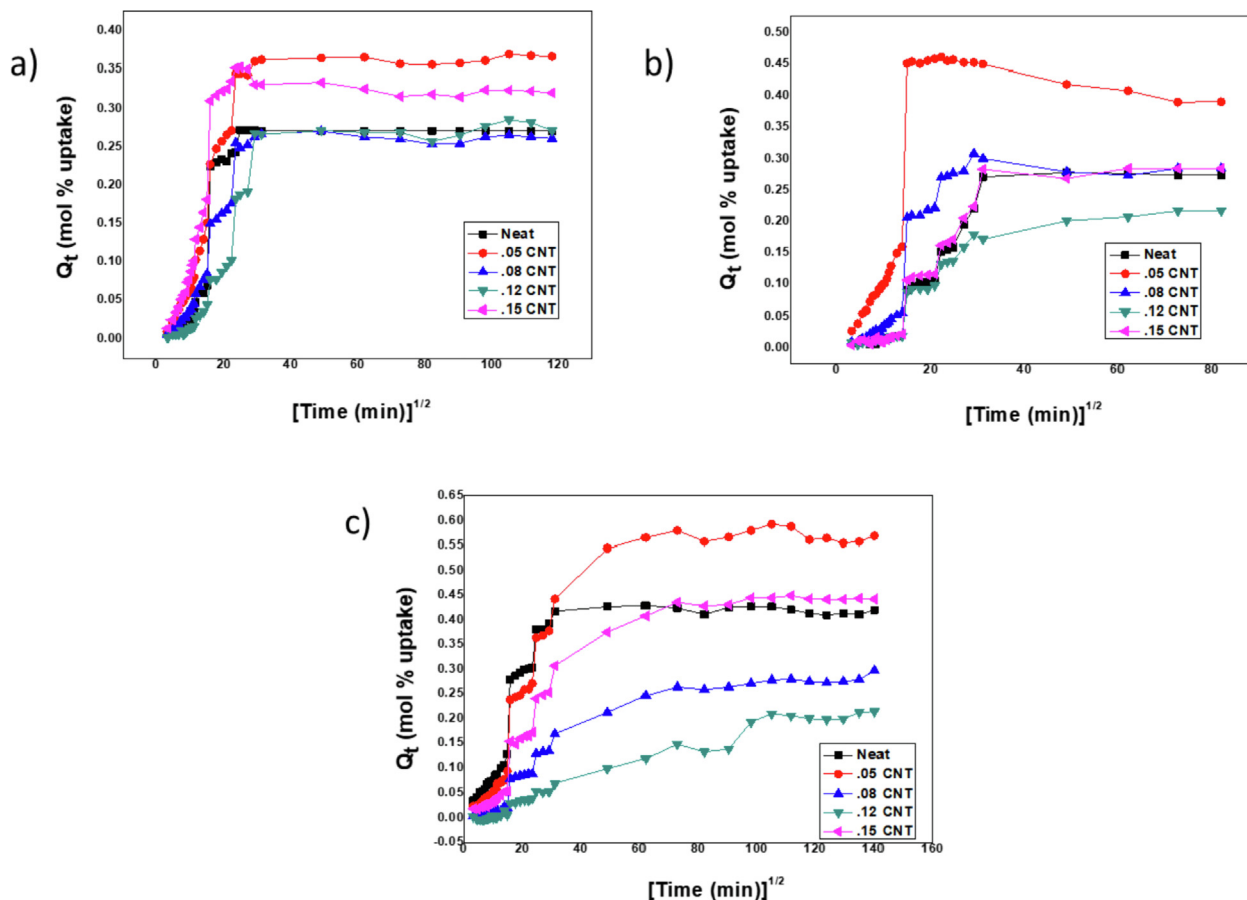 a)
Qt (mol % uptake)
0.40
0.35
0.30
0.25
0.20
0.15
0.10
0.05
0.00
Neat
.05 CNT
.08 CNT
.12 CNT
.15 CNT
0 20 40 60 80 100 120
[Time (min)]1/2
b)
Qt (mol % uptake)
0.50
0.45
0.40
0.35
0.30
0.25
0.20
0.15
0.10
0.05
0.00
Neat
.05 CNT
.08 CNT
.12 CNT
.15 CNT
0 20 40 60 80
[Time (min)]1/2
c)
Qt (mol % uptake)
0.65
0.60
0.55
0.50
0.45
0.40
0.35
0.30
0.25
0.20
0.15
0.10
0.05
0.00
-0.05
Neat
.05 CNT
.08 CNT
.12 CNT
.15 CNT
0 20 40 60 80 100 120 140 160
[Time (min)]1/2